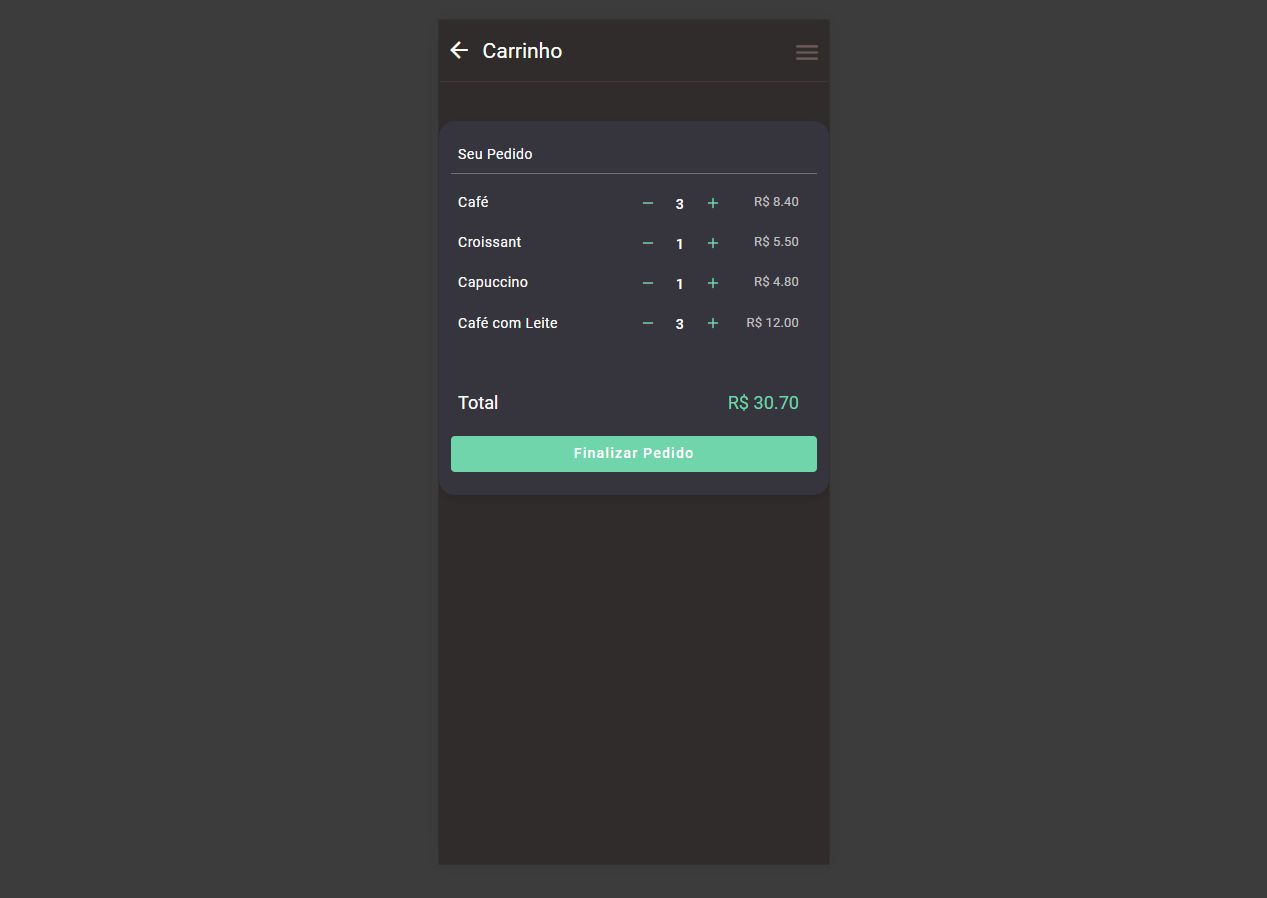 Carrinho
Seu Pedido
Café 3 R$ 8.40
Croissant 1 R$ 5.50
Capuccino 1 R$ 4.80
Café com Leite 3 R$ 12.00
Total R$ 30.70
Finalizar Pedido